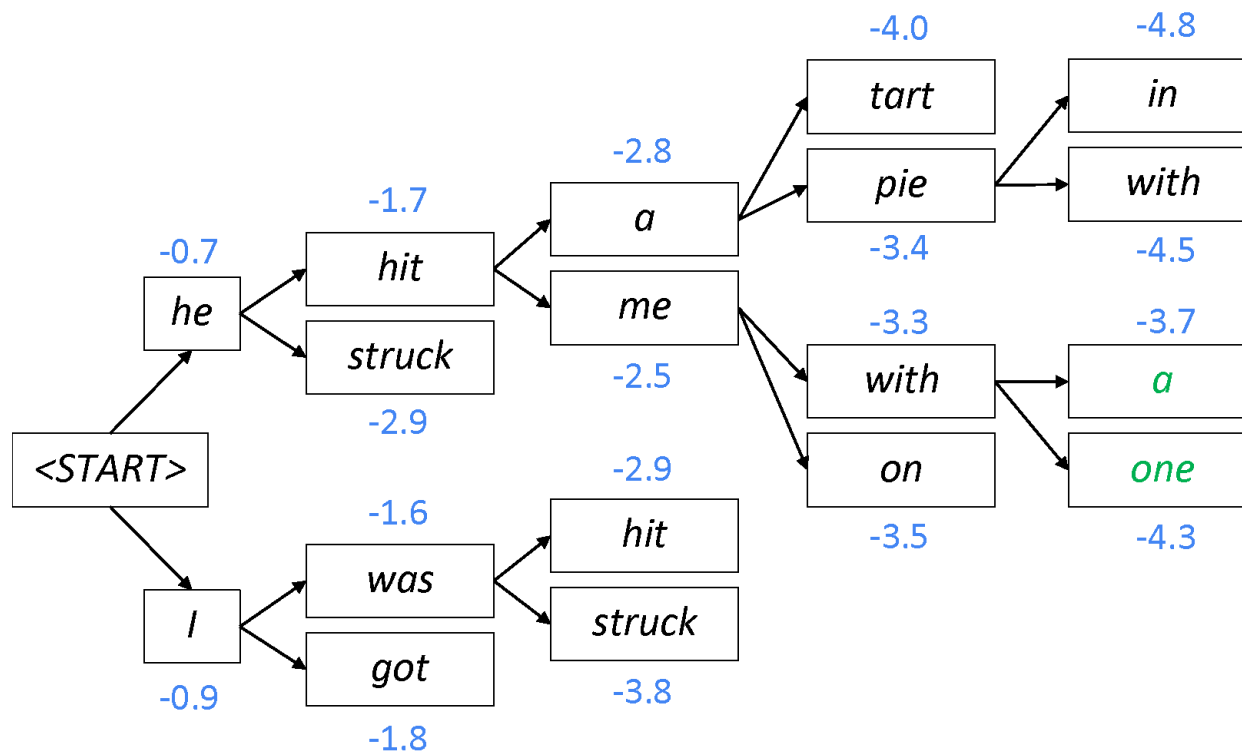 -4.0
-4.8
tart
in
-2.8
pie
with
-1.7
a
-3.4
-4.5
-0.7
hit
me
-3.3
-3.7
he
struck
-2.5
with
a
-2.9
<START>
-2.9
on
one
-1.6
hit
-3.5
-4.3
was
I
struck
got
-0.9
-3.8
-1.8